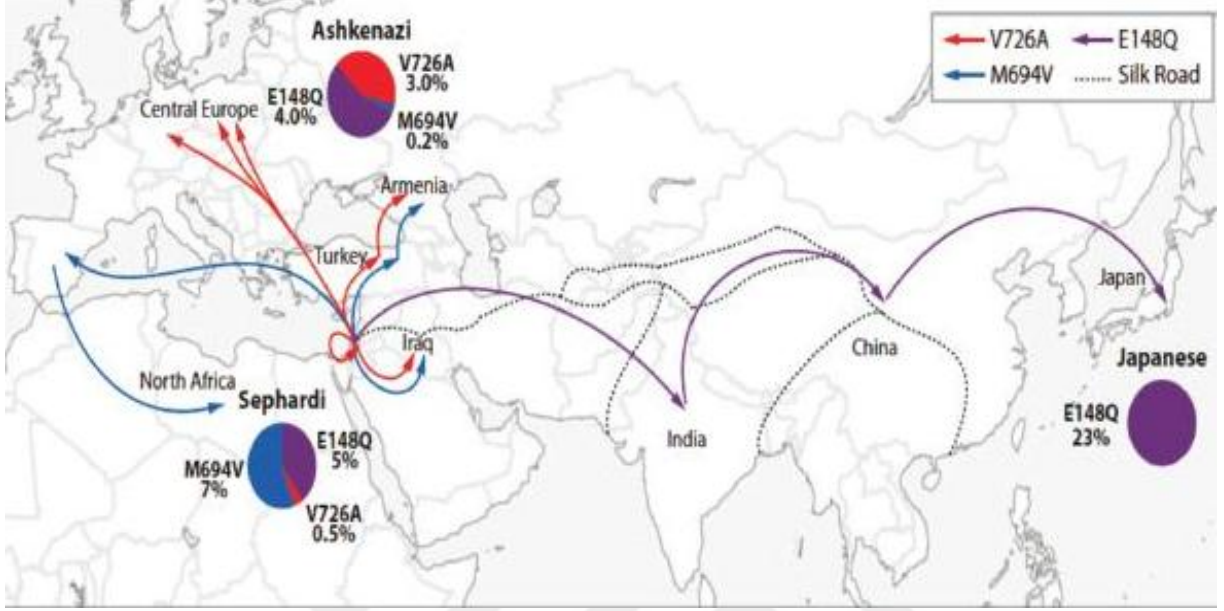 Ashkenazi
V726A
3.0%
E148Q
4.0%
M694V
0.2%
Central Europe
Armenia
Turkey
Iraq
North Africa
Sephardi
E148Q
5%
M694V
7%
V726A
0.5%
India
China
Japan
Japanese
E148Q
23%
V726A
E148Q
M694V
Silk Road